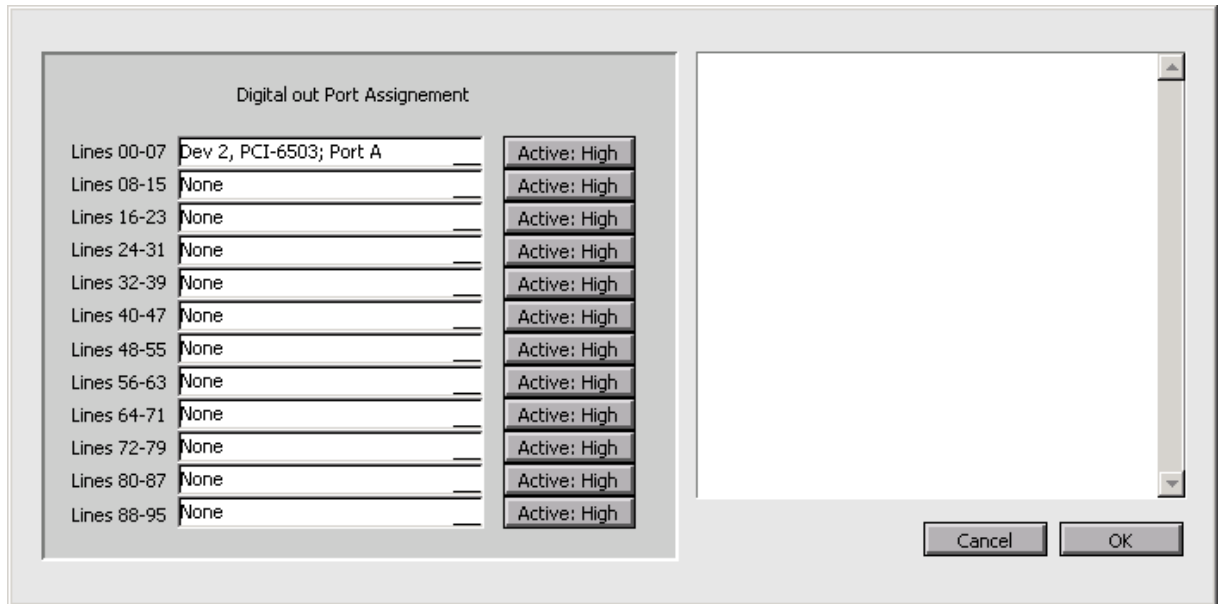 Digital out Port Assignement
Lines 00-07 Dev 2, PCI-6503; Port A Active: High
Lines 08-15 None Active: High
Lines 16-23 None Active: High
Lines 24-31 None Active: High
Lines 32-39 None Active: High
Lines 40-47 None Active: High
Lines 48-55 None Active: High
Lines 56-63 None Active: High
Lines 64-71 None Active: High
Lines 72-79 None Active: High
Lines 80-87 None Active: High
Lines 88-95 None Active: High
Cancel OK